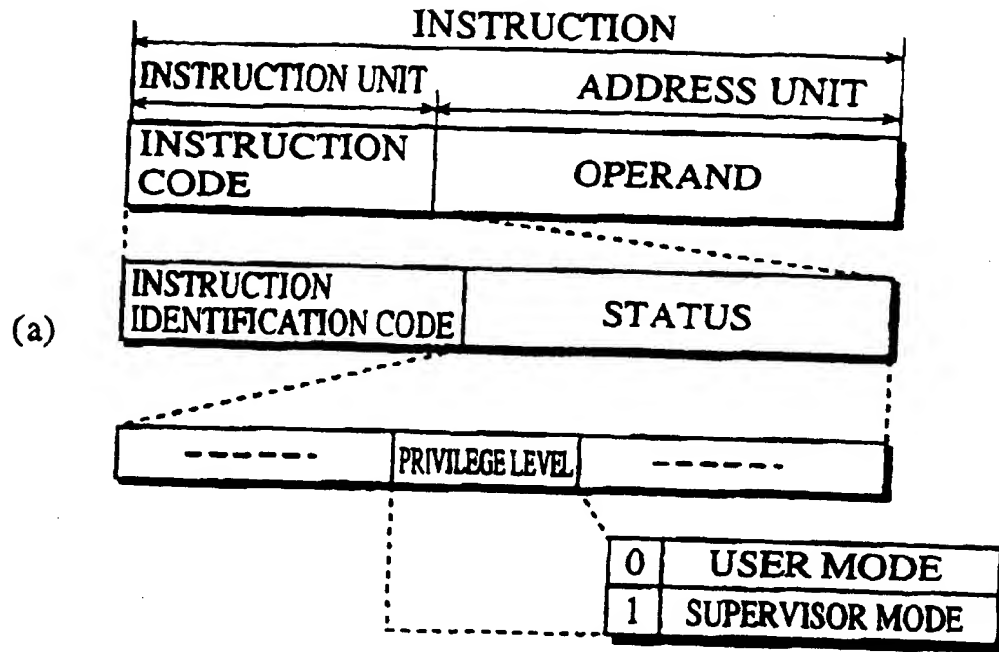 INSTRUCTION
INSTRUCTION UNIT
ADDRESS UNIT
INSTRUCTION
CODE
OPERAND
(a)
INSTRUCTION
IDENTIFICATION CODE
STATUS
PRIVILEGE LEVEL
0 USER MODE
1 SUPERVISOR MODE